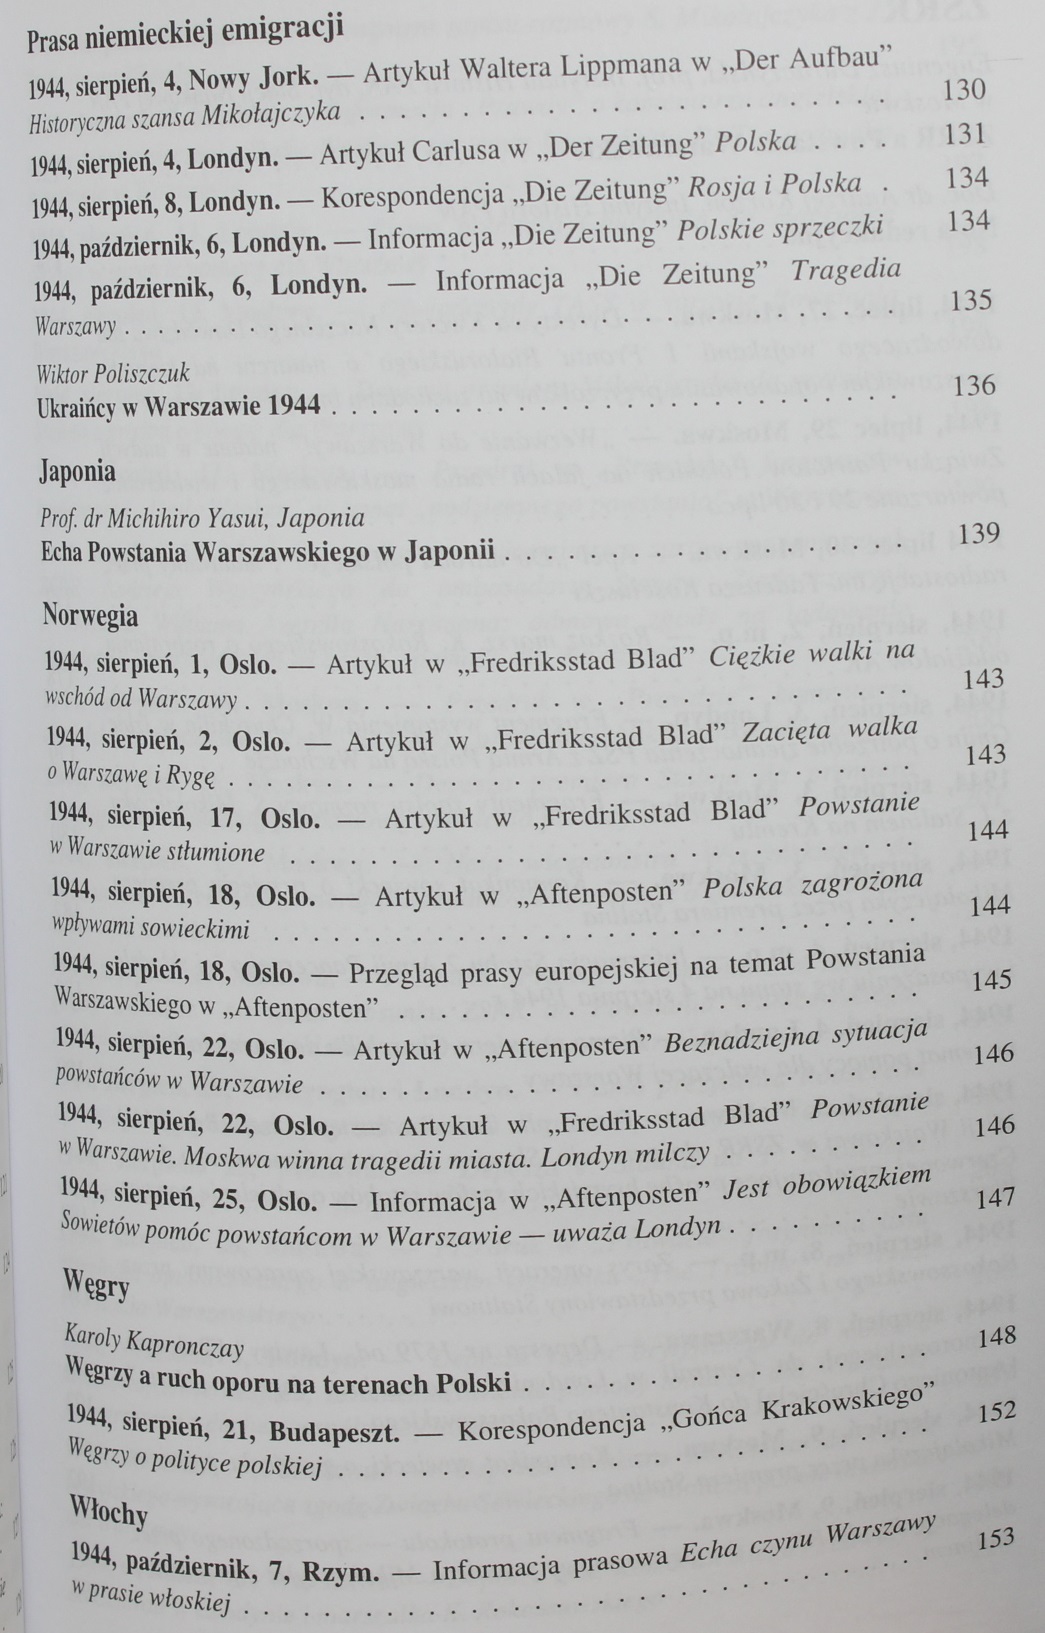 Prasa niemieckiej emigracji
1944, sierpień, 4, Nowy Jork. — Artykuł Waltera Lippmana w „Der Aufbau”
Historyczna szansa Mikołajczyka . . . . . . . . . . . . . . . . . . . . . . . . . . . . . . . 130
1944, sierpień, 4, Londyn. — Artykuł Carlusa w „Der Zeitung” Polska . . . . 131
1944, sierpień, 8, Londyn. — Korespondencja „Die Zeitung” Rosja i Polska . 134
1944, październik, 6, Londyn. — Informacja „Die Zeitung” Polskie sprzeczki 134
1944, październik, 6, Londyn. — Informacja „Die Zeitung” Tragedia
Warszawy . . . . . . . . . . . . . . . . . . . . . . . . . . . . . . . . . . . . . . . . . . . . . 135
Wiktor Poliszczuk
Ukraińcy w Warszawie 1944 . . . . . . . . . . . . . . . . . . . . . . . . . . . . . . . . 136
Japonia
Prof. dr Michihiro Yasui, Japonia
Echa Powstania Warszawskiego w Japonii . . . . . . . . . . . . . . . . . . . . . . 139
Norwegia
1944, sierpień, 1, Oslo. — Artykuł w „Fredriksstad Blad” Ciężkie walki na
wschód od Warszawy . . . . . . . . . . . . . . . . . . . . . . . . . . . . . . . . . . . . . 143
1944, sierpień, 2, Oslo. — Artykuł w „Fredriksstad Blad” Zacięta walka
o Warszawę i Rygę . . . . . . . . . . . . . . . . . . . . . . . . . . . . . . . . . . . . . . 143
1944, sierpień, 17, Oslo. — Artykuł w „Fredriksstad Blad” Powstanie
w Warszawie stłumione . . . . . . . . . . . . . . . . . . . . . . . . . . . . . . . . . . . 144
1944, sierpień, 18, Oslo. — Artykuł w „Aftenposten” Polska zagrożona
wpływami sowieckimi . . . . . . . . . . . . . . . . . . . . . . . . . . . . . . . . . . . . 144
1944, sierpień, 18, Oslo. — Przegląd prasy europejskiej na temat Powstania
Warszawskiego w „Aftenposten” . . . . . . . . . . . . . . . . . . . . . . . . . . . . . 145
1944, sierpień, 22, Oslo. — Artykuł w „Aftenposten” Beznadziejna sytuacja
powstańców w Warszawie . . . . . . . . . . . . . . . . . . . . . . . . . . . . . . . . . 146
1944, sierpień, 22, Oslo. — Artykuł w „Fredriksstad Blad” Powstanie
w Warszawie. Moskwa winna tragedii miasta. Londyn milczy . . . . . . . . . . 146
1944, sierpień, 25, Oslo. — Informacja w „Aftenposten” Jest obowiązkiem
Sowietów pomóc powstańcom w Warszawie — uważa Londyn . . . . . . . . . . 147
Węgry
Karoly Kapronczay
Węgrzy a ruch oporu na terenach Polski . . . . . . . . . . . . . . . . . . . . . . . 148
1944, sierpień, 21, Budapeszt. — Korespondencja „Gońca Krakowskiego”
Węgrzy o polityce polskiej . . . . . . . . . . . . . . . . . . . . . . . . . . . . . . . . . 152
Włochy
1944, październik, 7, Rzym. — Informacja prasowa Echa czynu Warszawy
w prasie włoskiej . . . . . . . . . . . . . . . . . . . . . . . . . . . . . . . . . . . . . . . 153